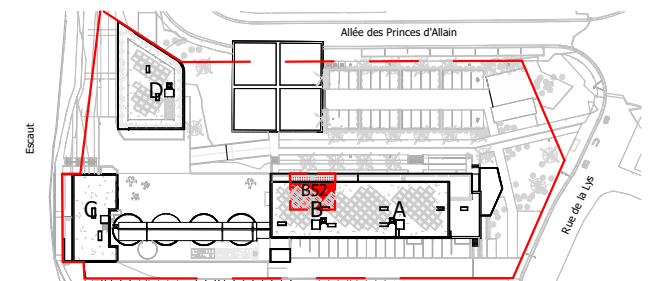 Allée des Princes d'Allain
D
Escaut
B52
C
B
A
Rue de la Lys